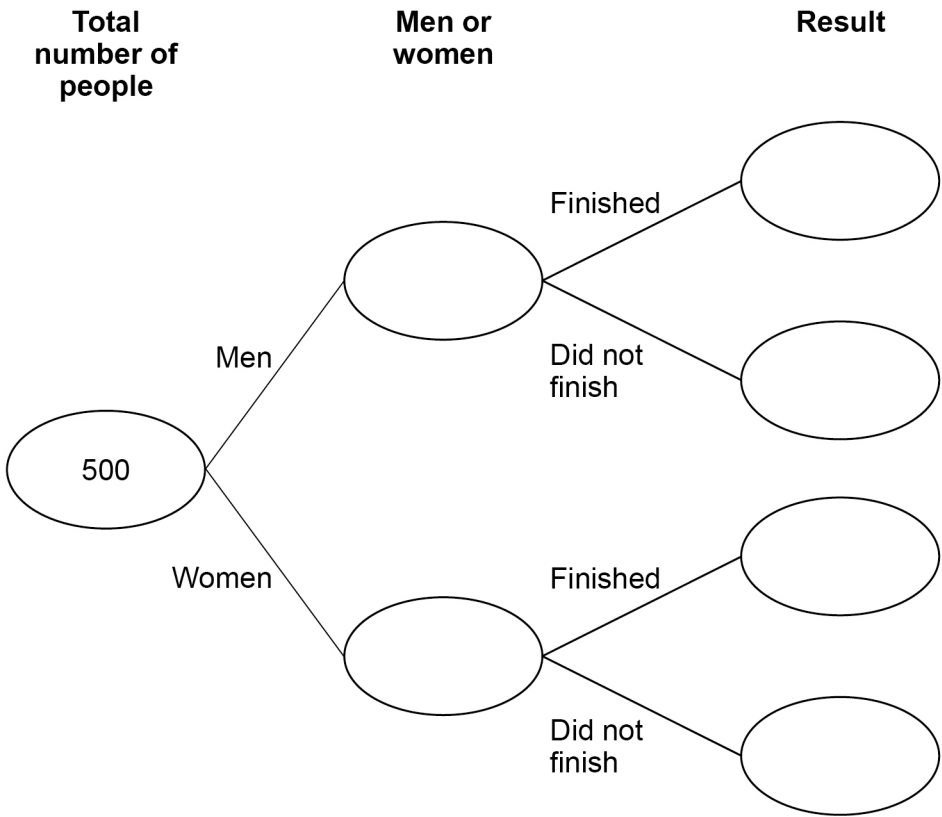 Total
number of
people
Men or
women
Result
Finished
Men
Did not
finish
500
Women
Finished
Did not
finish